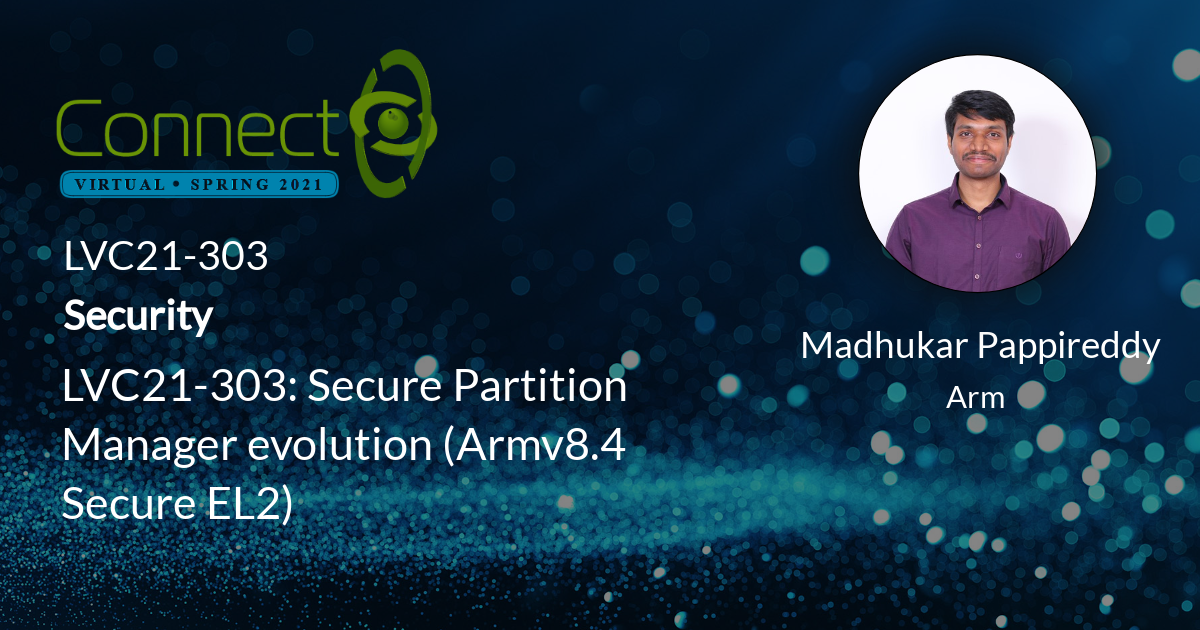 Connect
VIRTUAL • SPRING 2021
LVC21-303
Security
LVC21-303: Secure Partition
Manager evolution (Armv8.4
Secure EL2)
Madhukar Pappireddy
Arm